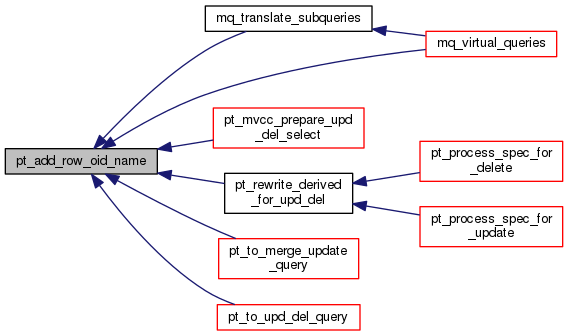 mq_translate_subqueries
mq_virtual_queries
pt_mvcc_prepare_upd
_del_select
pt_add_row_oid_name
pt_process_spec_for
_delete
pt_rewrite_derived
_for_upd_del
pt_process_spec_for
_update
pt_to_merge_update
_query
pt_to_upd_del_query